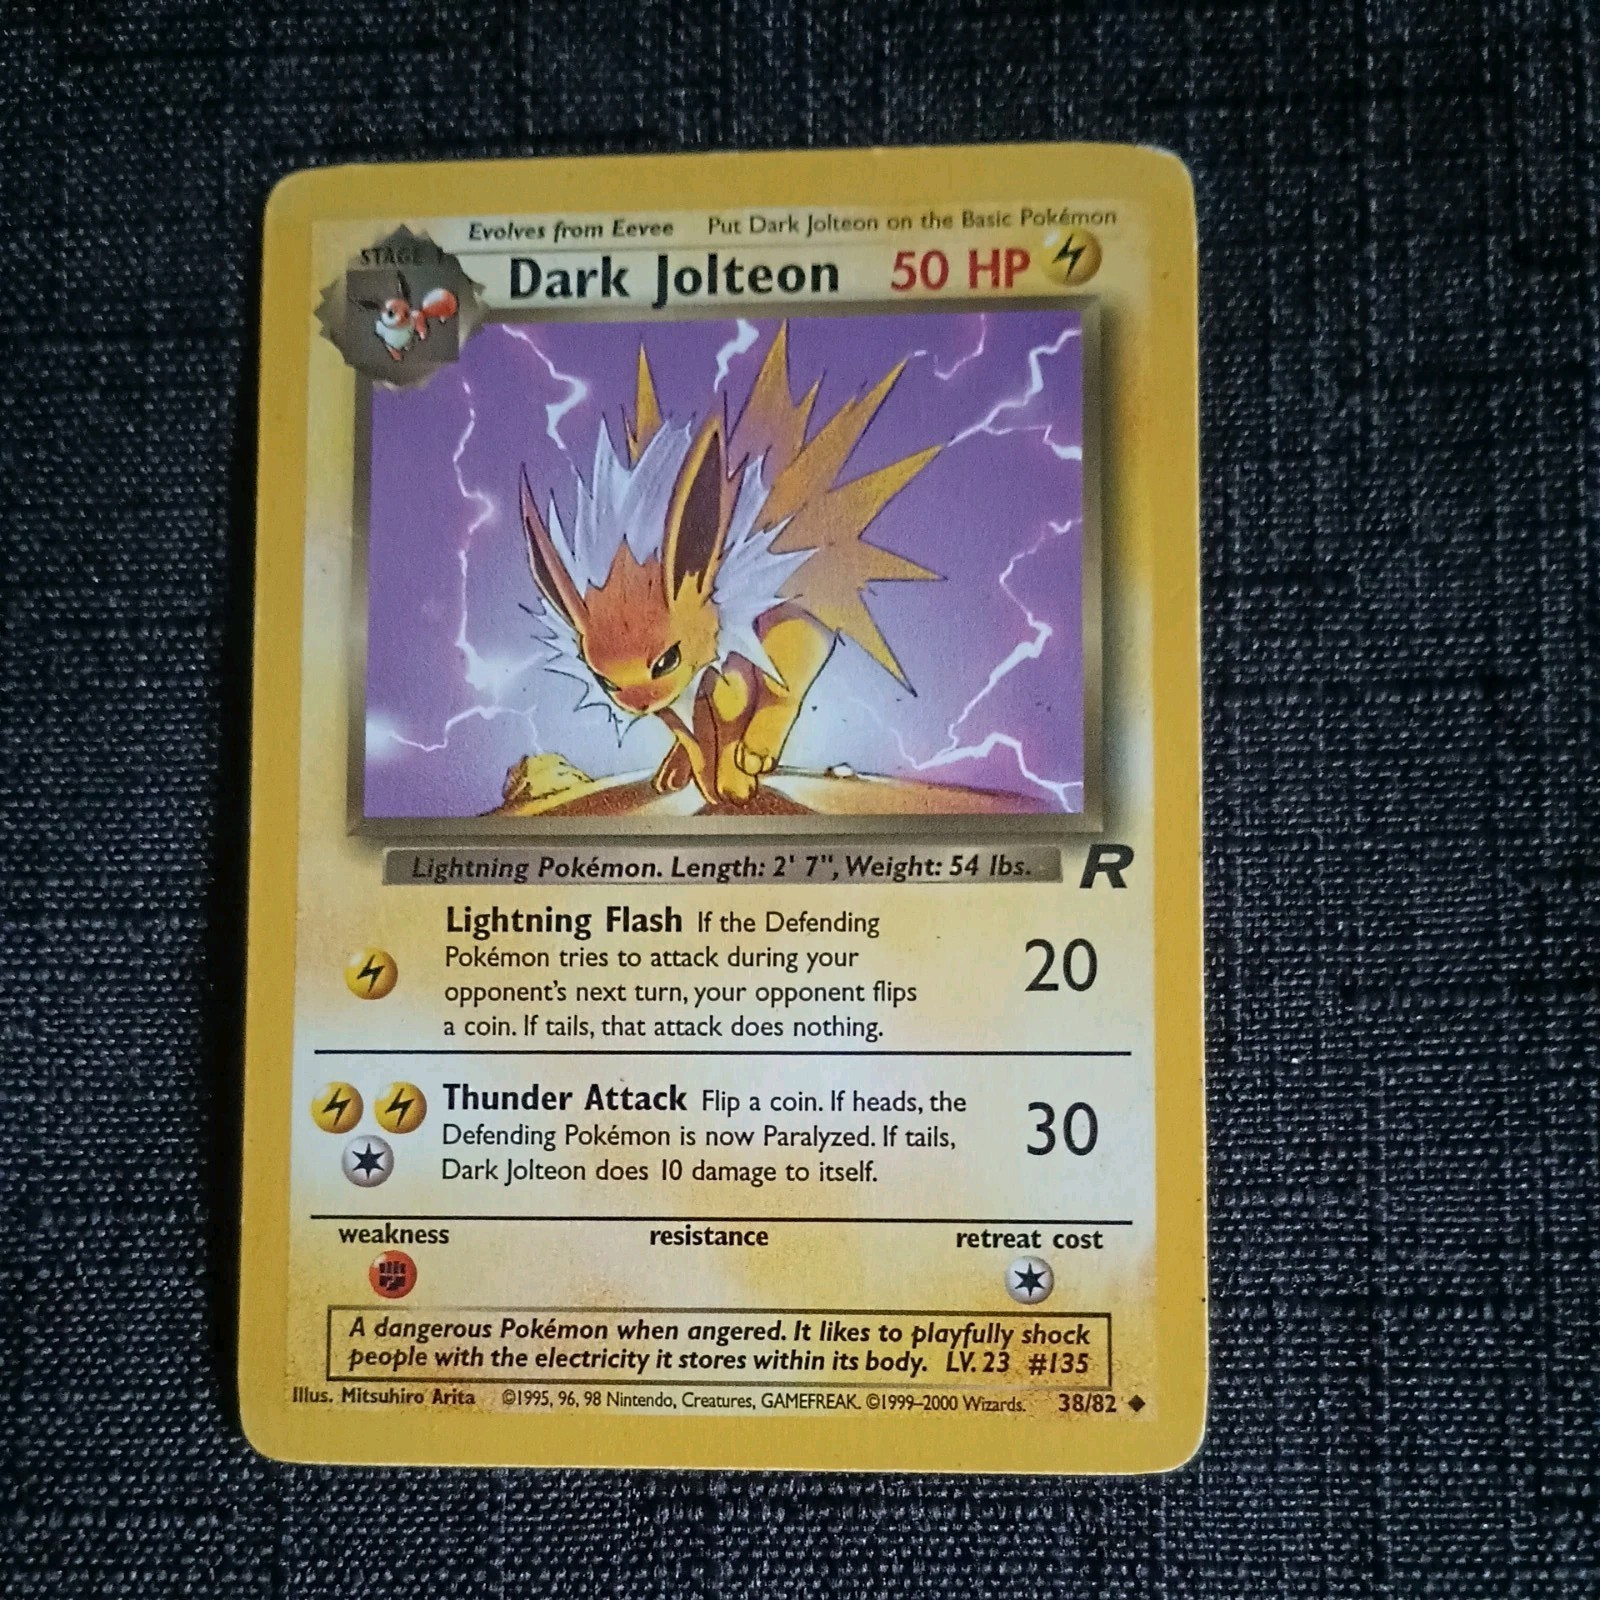 Evolves from Eevee Put Dark Jolteon on the Basic Pokémon
STAGE 1
Dark Jolteon 50 HP
Lightning Pokémon. Length: 2' 7", Weight: 54 lbs.
R
Lightning Flash If the Defending
Pokémon tries to attack during your
opponent's next turn, your opponent flips
a coin. If tails, that attack does nothing.
20
Thunder Attack Flip a coin. If heads, the
Defending Pokémon is now Paralyzed. If tails,
Dark Jolteon does 10 damage to itself.
30
weakness resistance retreat cost
A dangerous Pokémon when angered. It likes to playfully shock
people with the electricity it stores within its body. LV. 23 #135
Illus. Mitsuhiro Arita ©1995, 96, 98 Nintendo, Creatures, GAMEFREAK. ©1999–2000 Wizards. 38/82